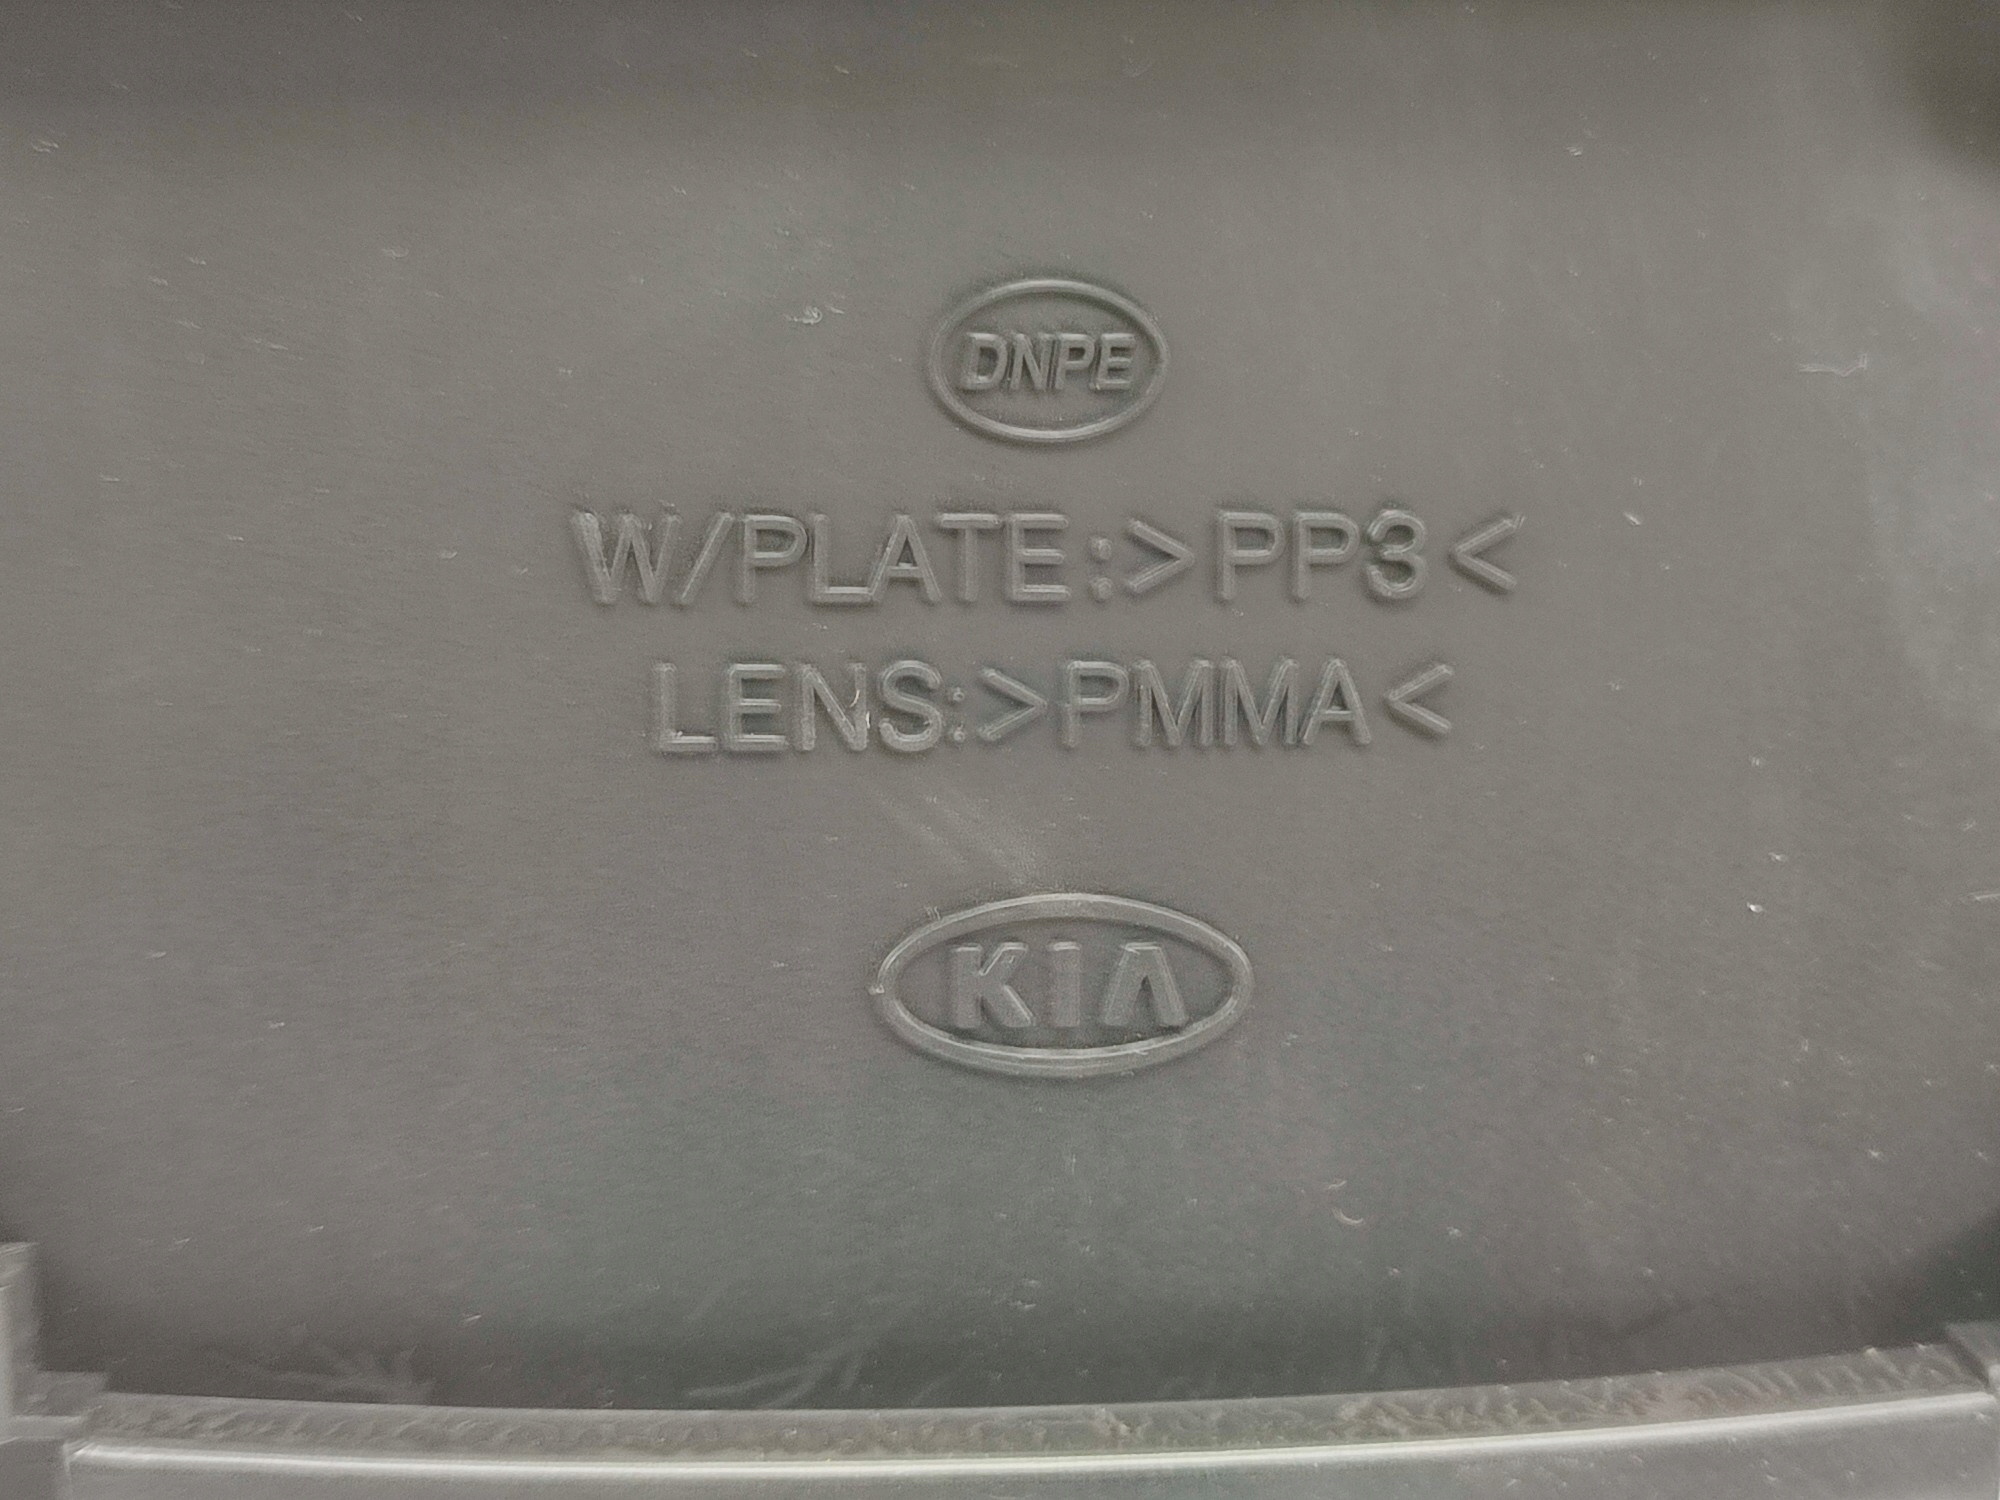 DNPE
W/PLATE:>PP3<
LENS:>PMMA<
KIA